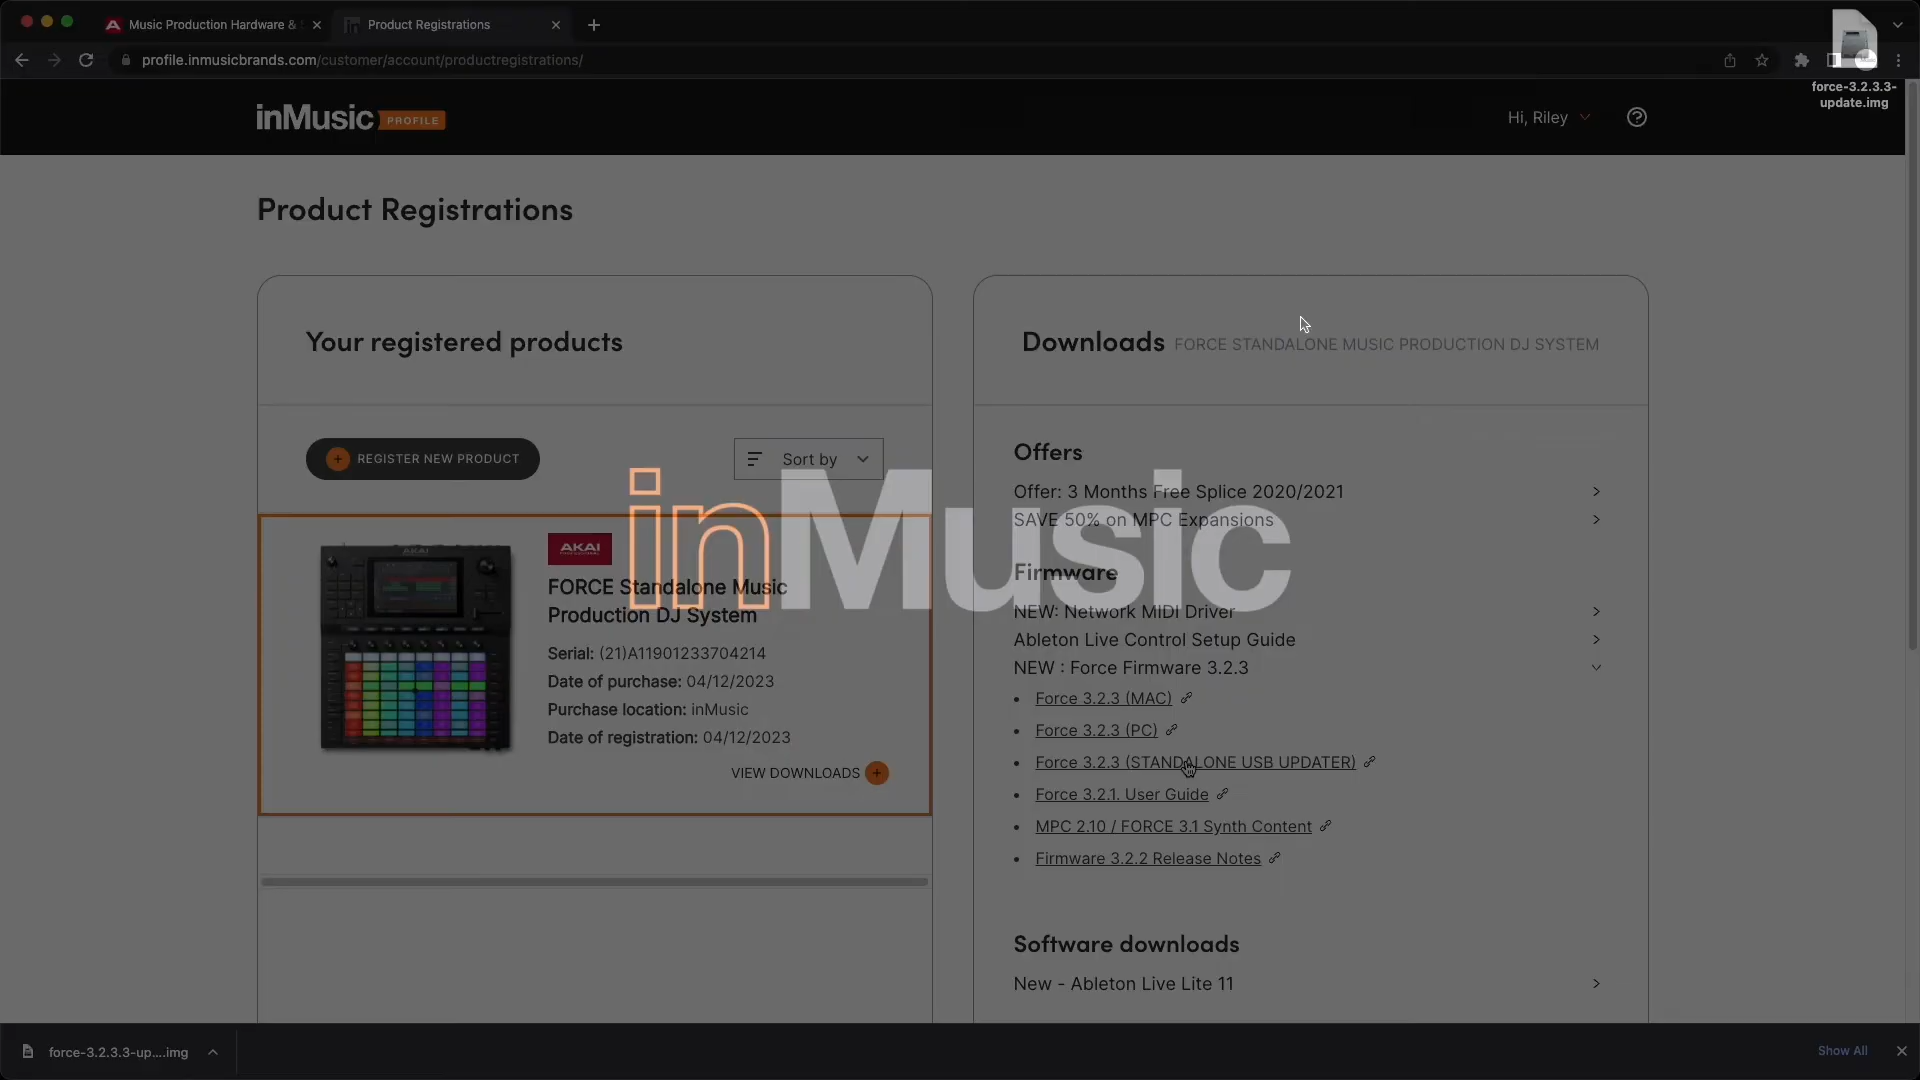 Music Production Hardware &
Product Registrations
profile.inmusicbrands.com/customer/account/productregistrations/
force-3.2.3.3-
update.img
inMusic PROFILE
Hi, Riley
Product Registrations
Your registered products
REGISTER NEW PRODUCT
Sort by
AKAI
PROFESSIONAL
FORCE Standalone Music
Production DJ System
Serial: (21)A11901233704214
Date of purchase: 04/12/2023
Purchase location: inMusic
Date of registration: 04/12/2023
VIEW DOWNLOADS
inMusic
Downloads FORCE STANDALONE MUSIC PRODUCTION DJ SYSTEM
Offers
Offer: 3 Months Free Splice 2020/2021
SAVE 50% on MPC Expansions
Firmware
NEW: Network MIDI Driver
Ableton Live Control Setup Guide
NEW : Force Firmware 3.2.3
Force 3.2.3 (MAC)
Force 3.2.3 (PC)
Force 3.2.3 (STANDALONE USB UPDATER)
Force 3.2.1. User Guide
MPC 2.10 / FORCE 3.1 Synth Content
Firmware 3.2.2 Release Notes
Software downloads
New - Ableton Live Lite 11
force-3.2.3.3-up....img
Show All